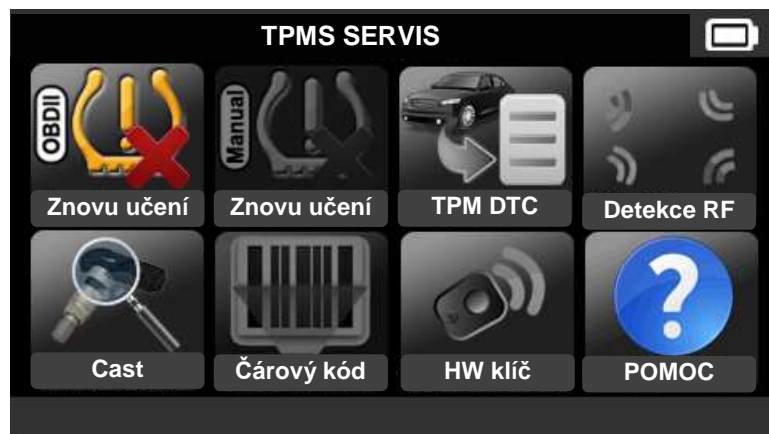 TPMS SERVIS
OBDII
Znovu učení
Manual
Znovu učení
TPM DTC
Detekce RF
Cast
Čárový kód
HW klíč
?
POMOC